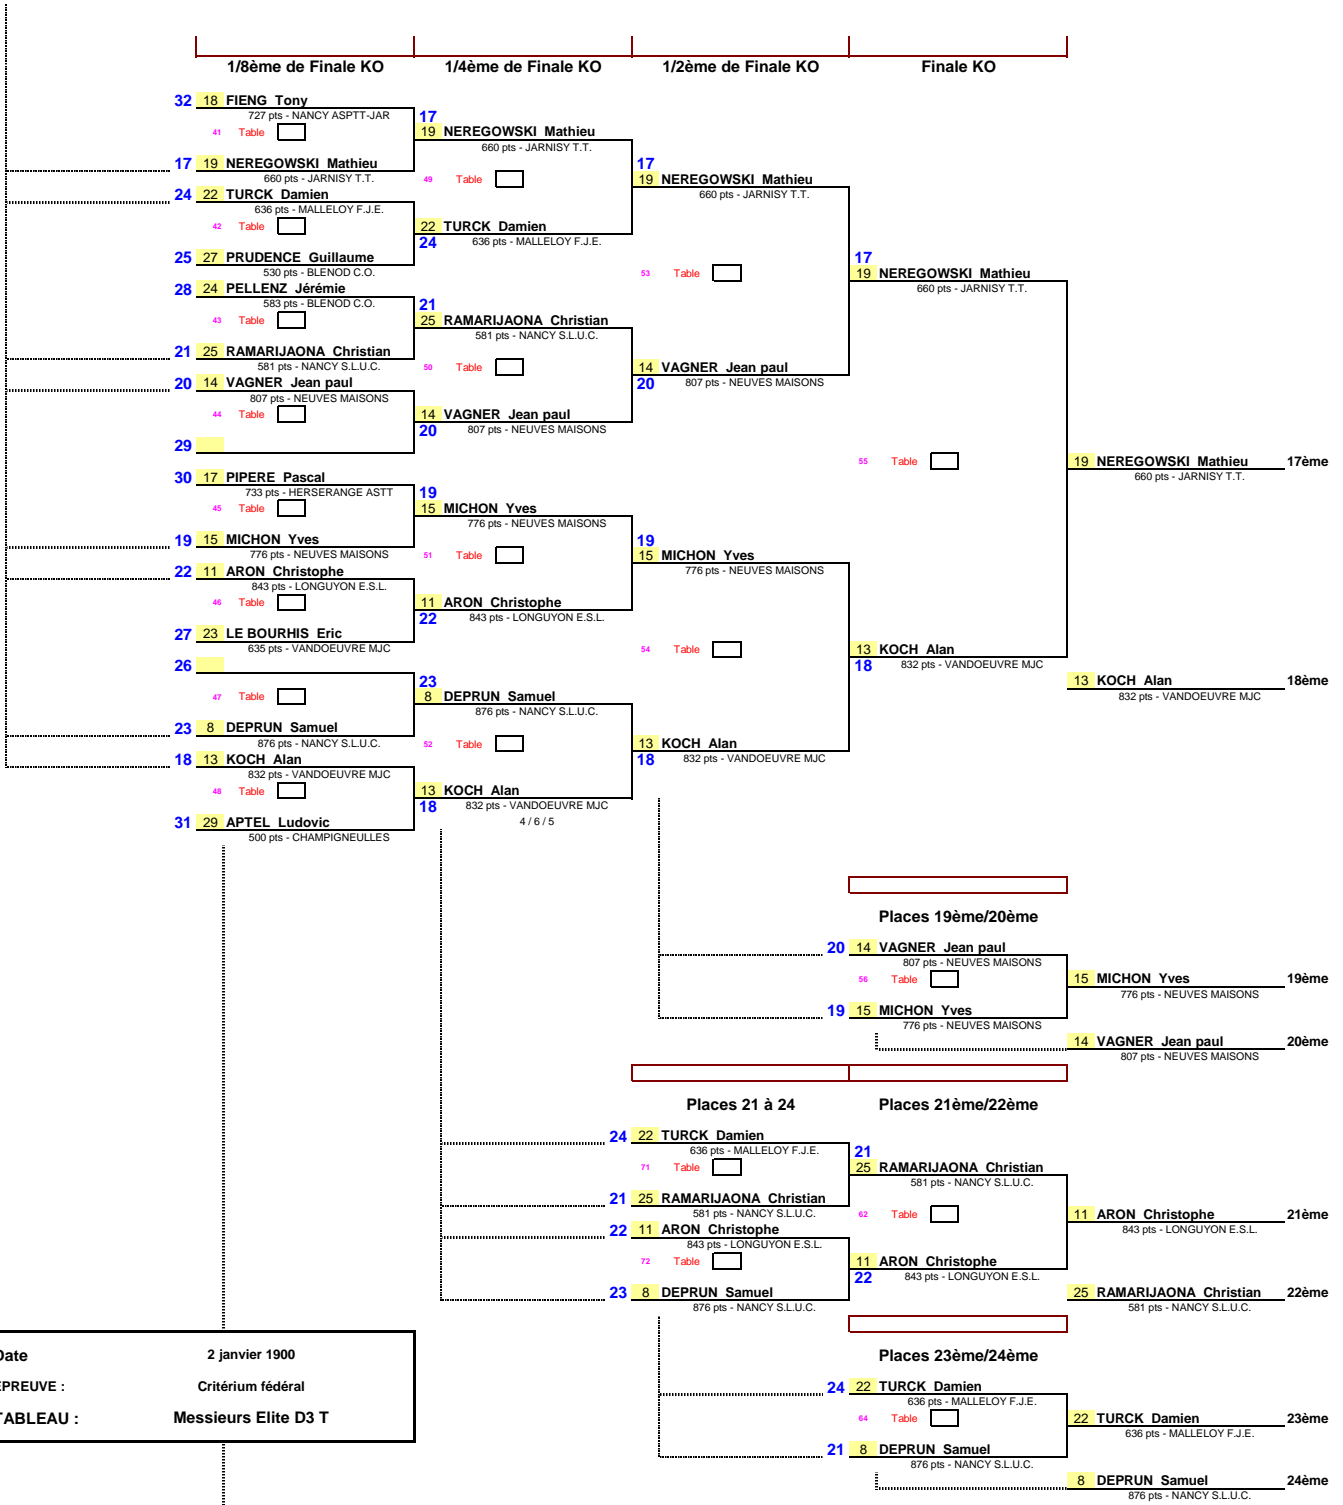 1/8ème de Finale KO 1/4ème de Finale KO 1/2ème de Finale KO Finale KO
32 18 FIENG Tony
727 pts - NANCY ASPTT-JAR
17
41 Table
19 NEREGOWSKI Mathieu
660 pts - JARNISY T.T.
17 19 NEREGOWSKI Mathieu
660 pts - JARNISY T.T.
17
49 Table
19 NEREGOWSKI Mathieu
660 pts - JARNISY T.T.
24 22 TURCK Damien
636 pts - MALLELOY F.J.E.
42 Table
22 TURCK Damien
24 636 pts - MALLELOY F.J.E.
25 27 PRUDENCE Guillaume
530 pts - BLENOD C.O.
17
53 Table
19 NEREGOWSKI Mathieu
660 pts - JARNISY T.T.
28 24 PELLENZ Jérémie
583 pts - BLENOD C.O.
21
43 Table
25 RAMARIJAONA Christian
581 pts - NANCY S.L.U.C.
21 25 RAMARIJAONA Christian
581 pts - NANCY S.L.U.C.
50 Table
14 VAGNER Jean paul
20 807 pts - NEUVES MAISONS
20 14 VAGNER Jean paul
807 pts - NEUVES MAISONS
44 Table
14 VAGNER Jean paul
20 807 pts - NEUVES MAISONS
29
55 Table
19 NEREGOWSKI Mathieu 17ème
660 pts - JARNISY T.T.
30 17 PIPERE Pascal
733 pts - HERSERANGE ASTT
19
45 Table
15 MICHON Yves
776 pts - NEUVES MAISONS
19 15 MICHON Yves
776 pts - NEUVES MAISONS
19
51 Table
15 MICHON Yves
776 pts - NEUVES MAISONS
22 11 ARON Christophe
843 pts - LONGUYON E.S.L.
46 Table
11 ARON Christophe
22 843 pts - LONGUYON E.S.L.
27 23 LE BOURHIS Eric
635 pts - VANDOEUVRE MJC
54 Table
13 KOCH Alan
18 832 pts - VANDOEUVRE MJC
26
23
13 KOCH Alan 18ème
832 pts - VANDOEUVRE MJC
47 Table
8 DEPRUN Samuel
876 pts - NANCY S.L.U.C.
23 8 DEPRUN Samuel
876 pts - NANCY S.L.U.C.
52 Table
13 KOCH Alan
18 832 pts - VANDOEUVRE MJC
18 13 KOCH Alan
832 pts - VANDOEUVRE MJC
48 Table
13 KOCH Alan
18 832 pts - VANDOEUVRE MJC
4 / 6 / 5
31 29 APTEL Ludovic
500 pts - CHAMPIGNEULLES
Places 19ème/20ème
20 14 VAGNER Jean paul
807 pts - NEUVES MAISONS
56 Table
15 MICHON Yves 19ème
776 pts - NEUVES MAISONS
19 15 MICHON Yves
776 pts - NEUVES MAISONS
14 VAGNER Jean paul 20ème
807 pts - NEUVES MAISONS
Places 21 à 24 Places 21ème/22ème
24 22 TURCK Damien
636 pts - MALLELOY F.J.E.
21
71 Table
25 RAMARIJAONA Christian
581 pts - NANCY S.L.U.C.
21 25 RAMARIJAONA Christian
581 pts - NANCY S.L.U.C.
62 Table
11 ARON Christophe 21ème
843 pts - LONGUYON E.S.L.
22 11 ARON Christophe
843 pts - LONGUYON E.S.L.
72 Table
11 ARON Christophe
22 843 pts - LONGUYON E.S.L.
23 8 DEPRUN Samuel
876 pts - NANCY S.L.U.C.
25 RAMARIJAONA Christian 22ème
581 pts - NANCY S.L.U.C.
Places 23ème/24ème
24 22 TURCK Damien
636 pts - MALLELOY F.J.E.
64 Table
22 TURCK Damien 23ème
636 pts - MALLELOY F.J.E.
21 8 DEPRUN Samuel
876 pts - NANCY S.L.U.C.
8 DEPRUN Samuel 24ème
876 pts - NANCY S.L.U.C.
Date 2 janvier 1900
EPREUVE : Critérium fédéral
TABLEAU : Messieurs Elite D3 T